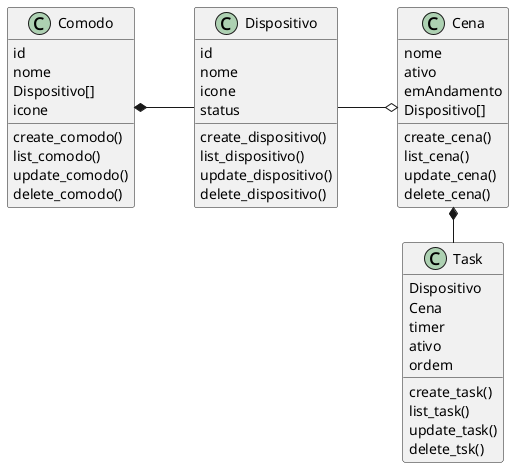 C Comodo
id
nome
Dispositivo[]
icone
create_comodo()
list_comodo()
update_comodo()
delete_comodo()
C Dispositivo
id
nome
icone
status
create_dispositivo()
list_dispositivo()
update_dispositivo()
delete_dispositivo()
C Cena
nome
ativo
emAndamento
Dispositivo[]
create_cena()
list_cena()
update_cena()
delete_cena()
C Task
Dispositivo
Cena
timer
ativo
ordem
create_task()
list_task()
update_task()
delete_tsk()